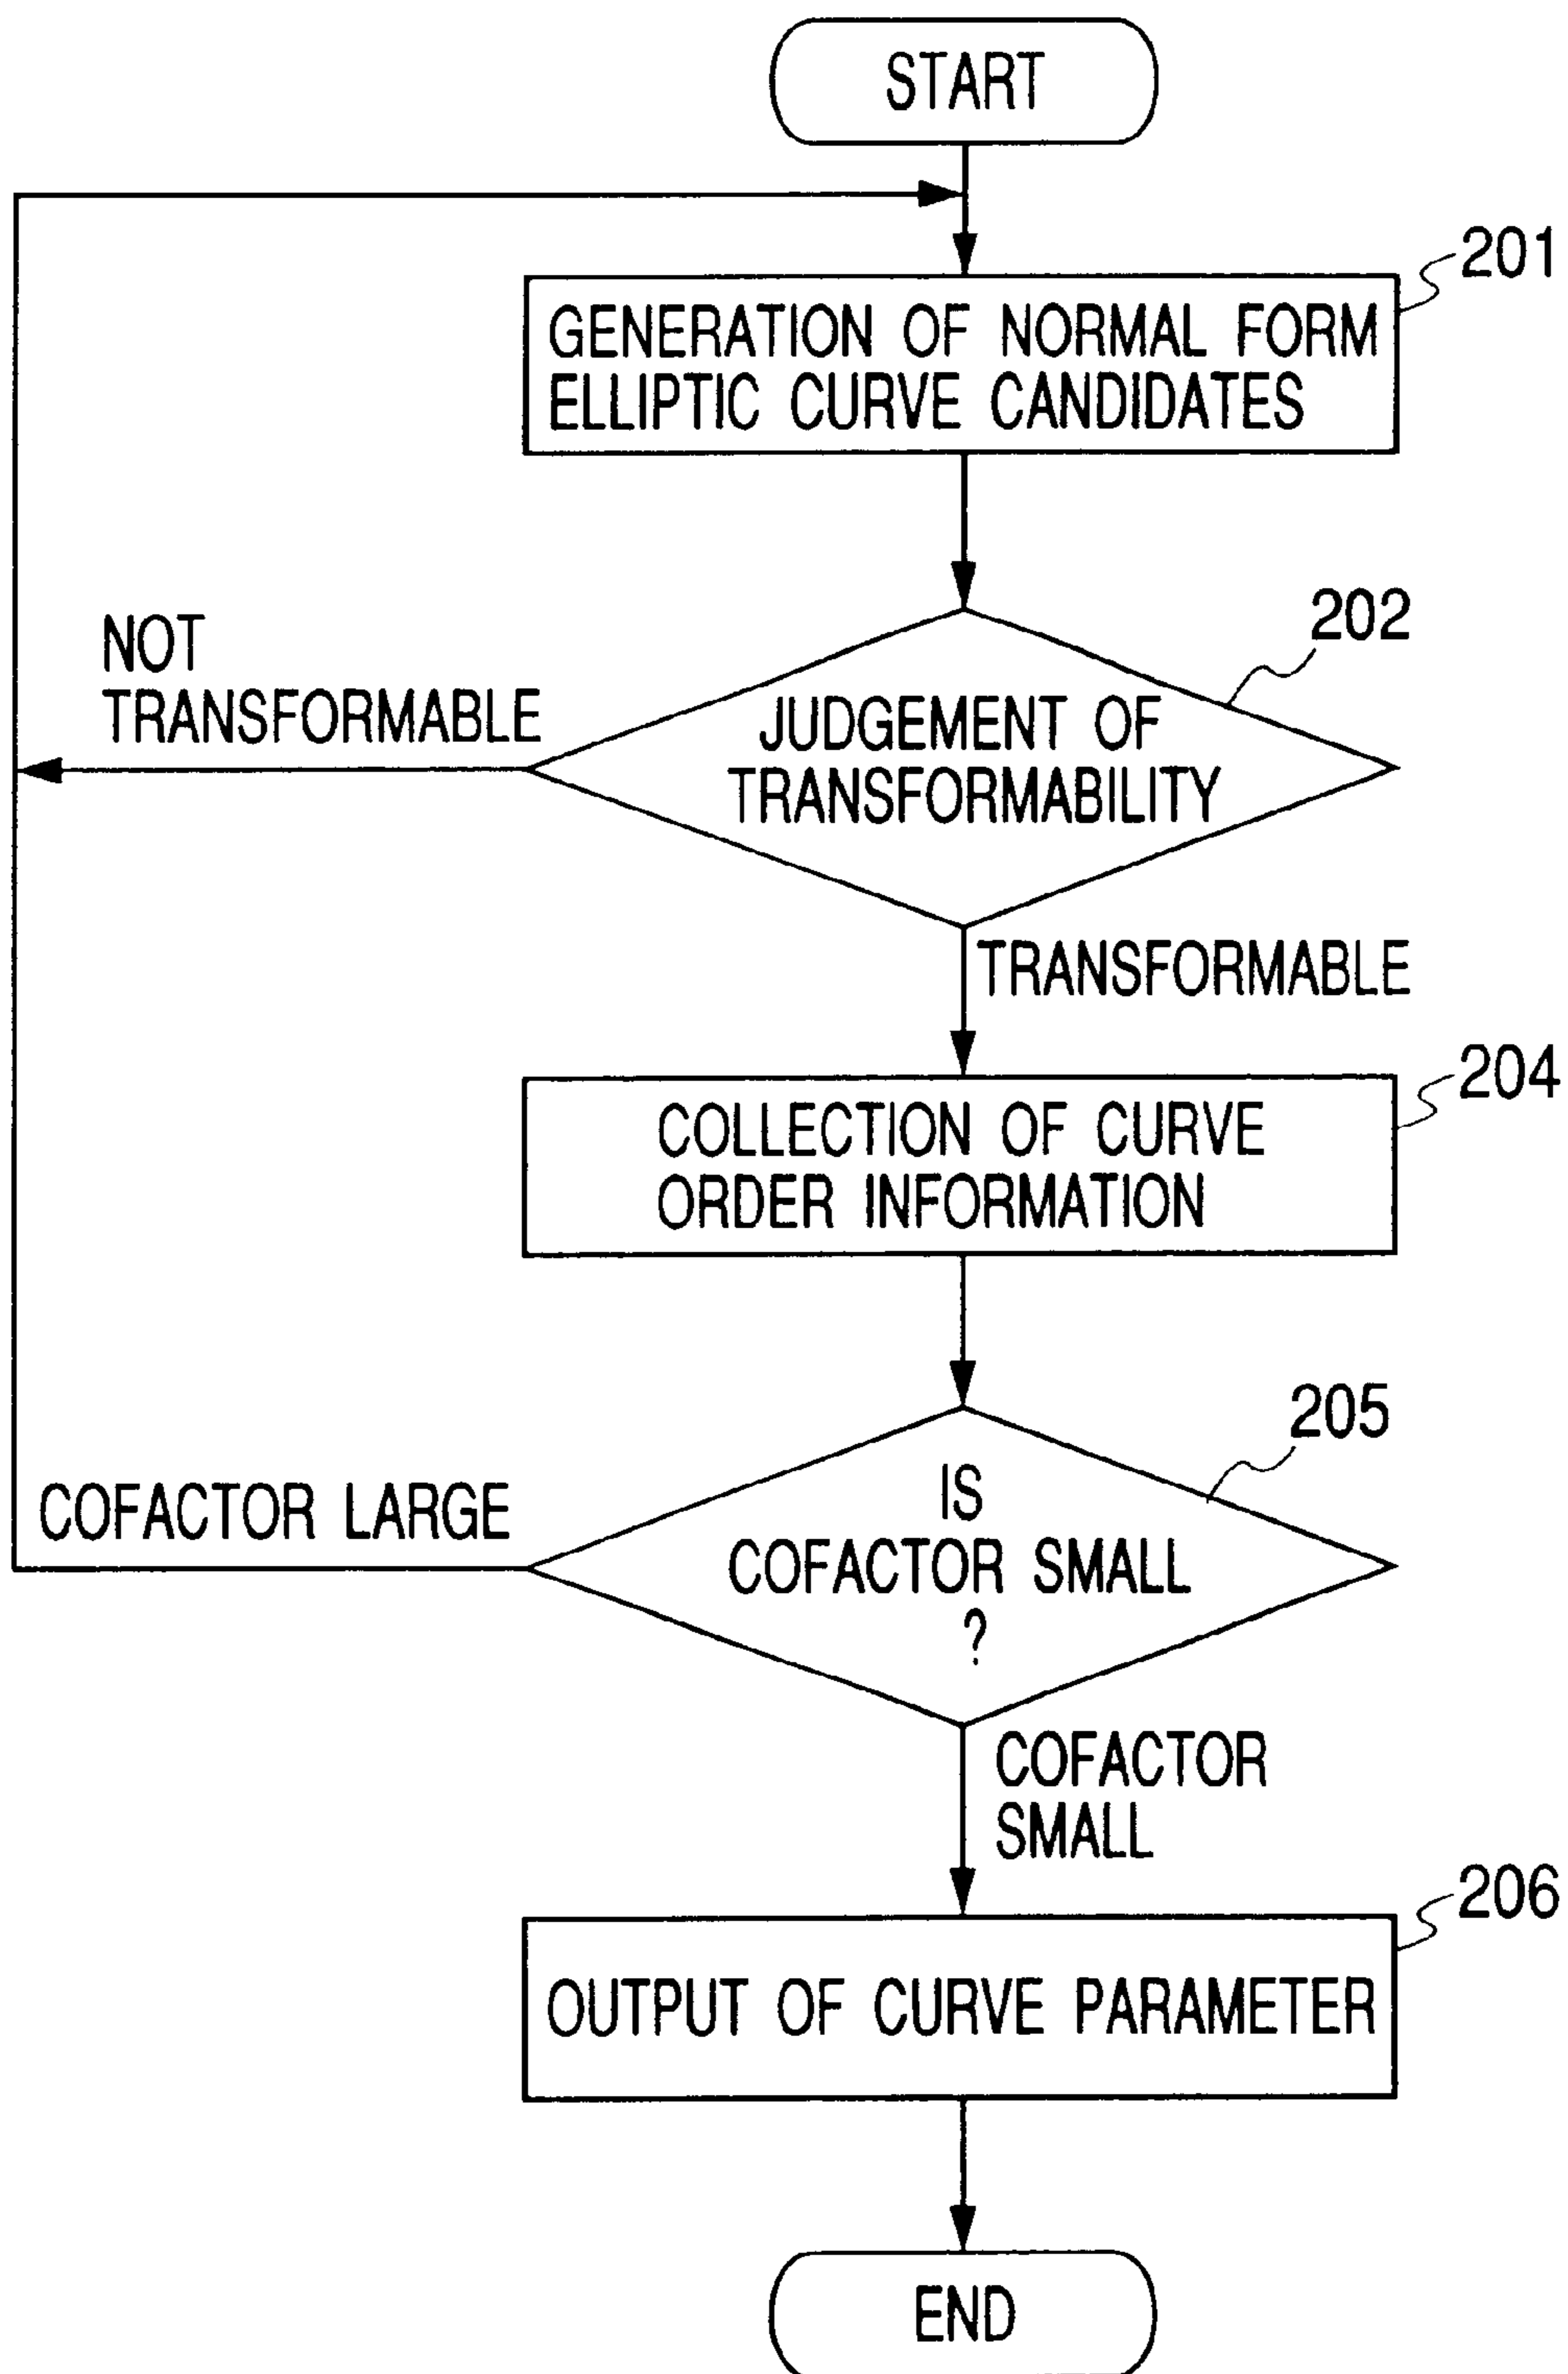 START
201
GENERATION OF NORMAL FORM
ELLIPTIC CURVE CANDIDATES
202
NOT
TRANSFORMABLE
JUDGEMENT OF
TRANSFORMABILITY
TRANSFORMABLE
204
COLLECTION OF CURVE
ORDER INFORMATION
205
COFACTOR LARGE
IS
COFACTOR SMALL
?
COFACTOR
SMALL
206
OUTPUT OF CURVE PARAMETER
END